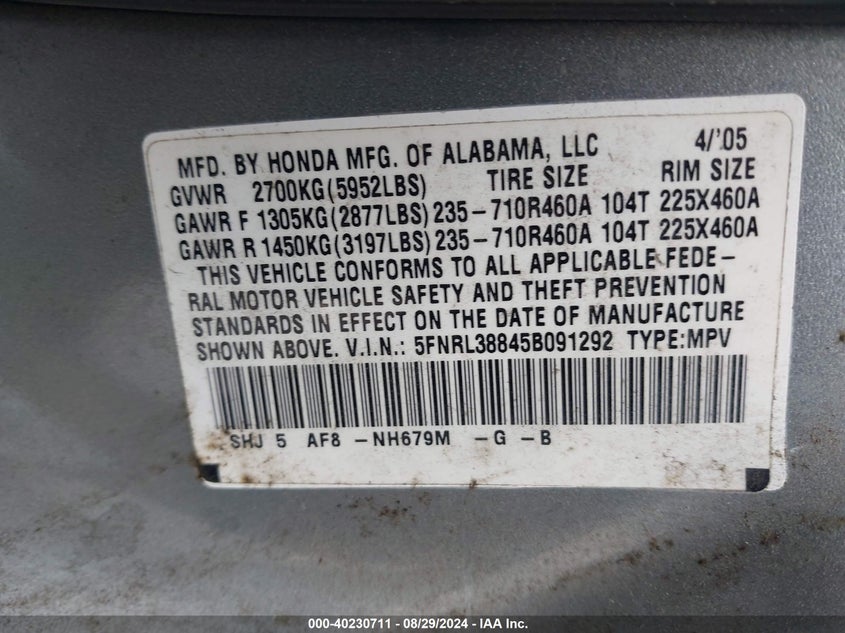 MFD. BY HONDA MFG. OF ALABAMA, LLC 4/'05
GVWR 2700KG(5952LBS) TIRE SIZE RIM SIZE
GAWR F 1305KG(2877LBS) 235-710R460A 104T 225X460A
GAWR R 1450KG(3197LBS) 235-710R460A 104T 225X460A
THIS VEHICLE CONFORMS TO ALL APPLICABLE FEDE-
RAL MOTOR VEHICLE SAFETY AND THEFT PREVENTION
STANDARDS IN EFFECT ON THE DATE OF MANUFACTURE
SHOWN ABOVE. V.I.N.: 5FNRL38845B091292 TYPE:MPV
SHJ 5 AF8 -NH679M -G -B
000-40230711 - 08/29/2024 - IAA Inc.